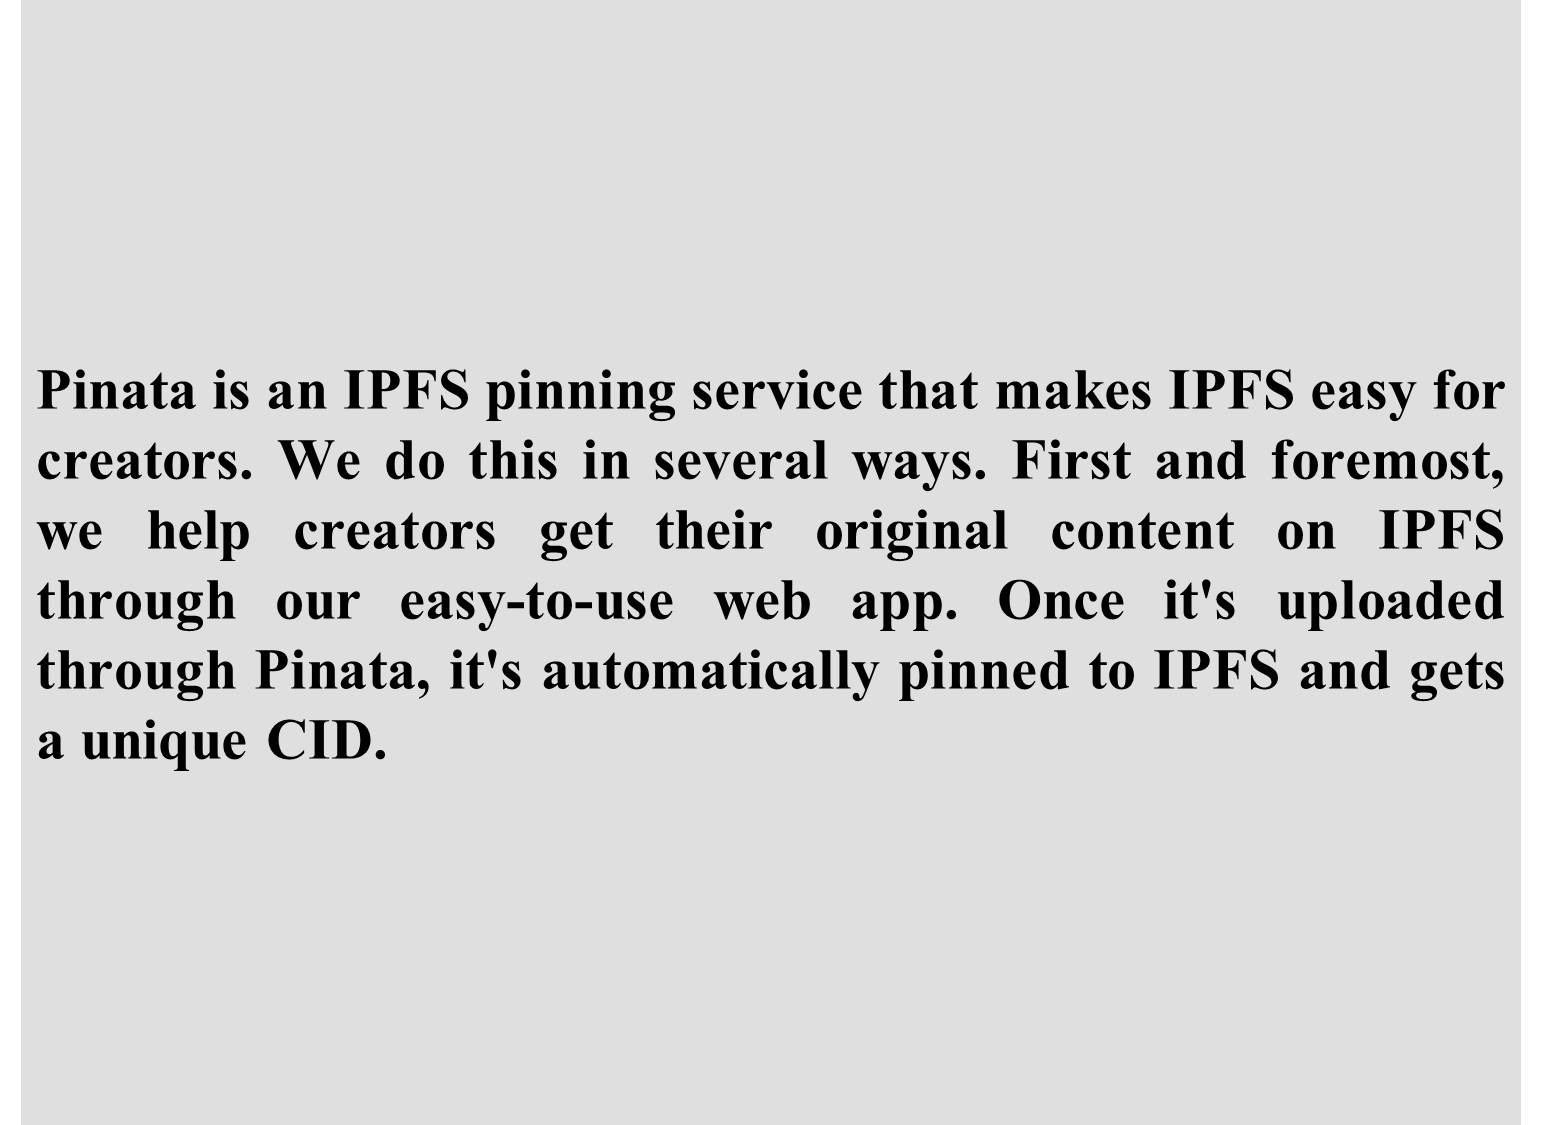 Pinata is an IPFS pinning service that makes IPFS easy for
creators. We do this in several ways. First and foremost,
we help creators get their original content on IPFS
through our easy-to-use web app. Once it's uploaded
through Pinata, it's automatically pinned to IPFS and gets
a unique CID.